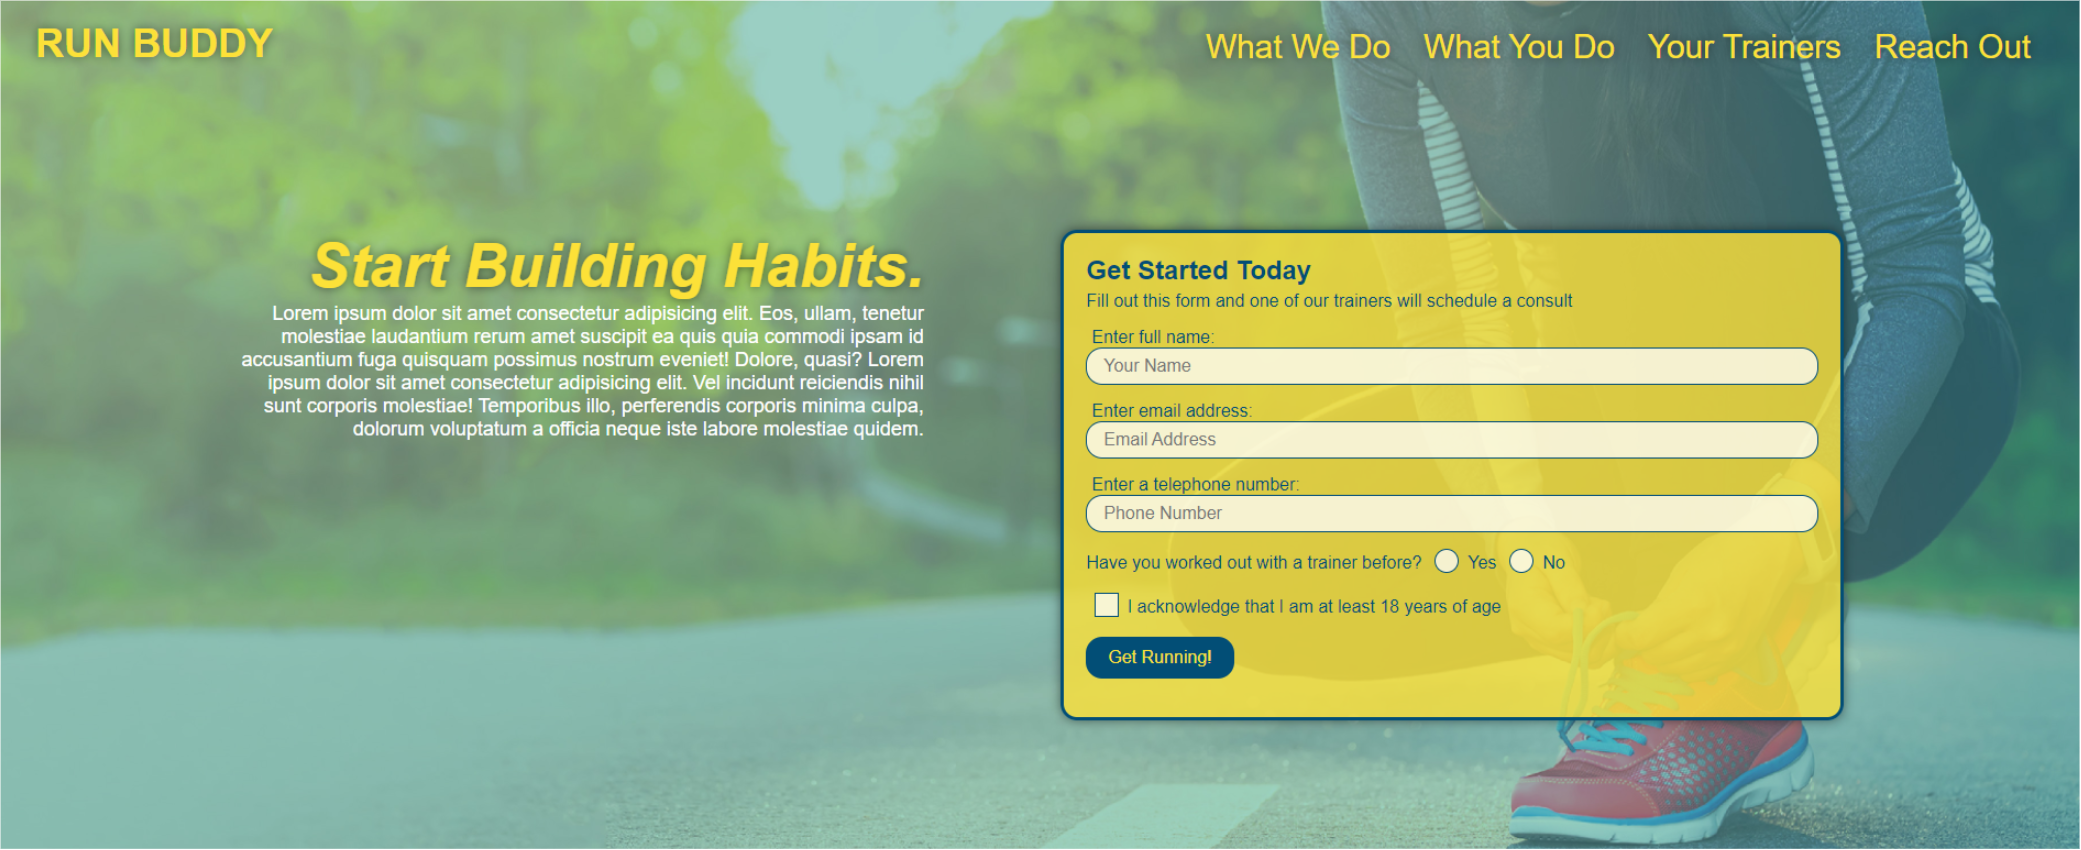 RUN BUDDY
What We Do What You Do Your Trainers Reach Out
Start Building Habits.
Lorem ipsum dolor sit amet consectetur adipisicing elit. Eos, ullam, tenetur
molestiae laudantium rerum amet suscipit ea quis quia commodi ipsam id
accusantium fuga quisquam possimus nostrum eveniet! Dolore, quasi? Lorem
ipsum dolor sit amet consectetur adipisicing elit. Vel incidunt reiciendis nihil
sunt corporis molestiae! Temporibus illo, perferendis corporis minima culpa,
dolorum voluptatum a officia neque iste labore molestiae quidem.
Get Started Today
Fill out this form and one of our trainers will schedule a consult
Enter full name:
Your Name
Enter email address:
Email Address
Enter a telephone number:
Phone Number
Have you worked out with a trainer before? Yes No
I acknowledge that I am at least 18 years of age
Get Running!